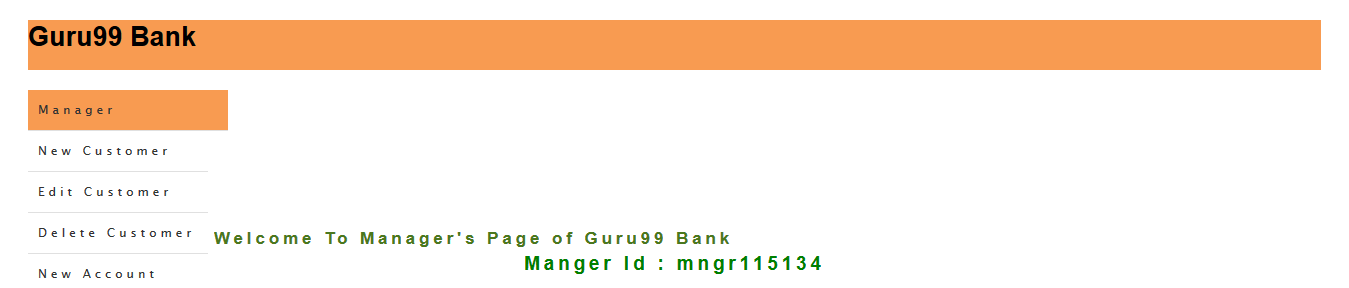 Guru99 Bank
Manager
New Customer
Edit Customer
Delete Customer
New Account
Welcome To Manager's Page of Guru99 Bank
Manger Id : mngr115134